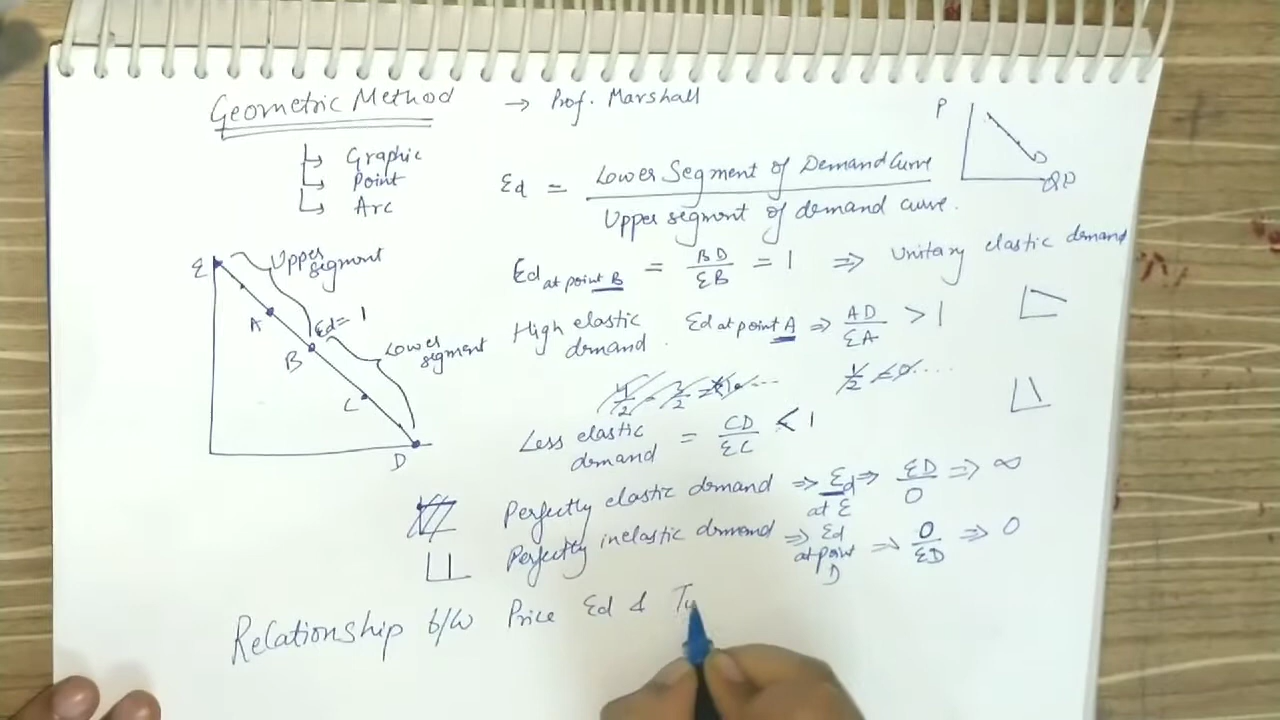 Geometric Method → Prof. Marshall
Graphic
Point
Arc
Ed = Lower Segment of Demand Curve / Upper segment of demand curve.
P
D
QD
E
Upper segment
A
Ed = 1
B
Lower segment
C
D
Ed at point B = BD / EB = 1 ⇒ Unitary elastic demand
High elastic demand. Ed at point A ⇒ AD / EA > 1
Less elastic demand = CD / EC < 1
Perfectly elastic demand ⇒ Ed at E ⇒ ED / 0 ⇒ ∞
Perfectly inelastic demand ⇒ Ed at point D ⇒ 0 / ED ⇒ 0
Relationship b/w Price Ed &